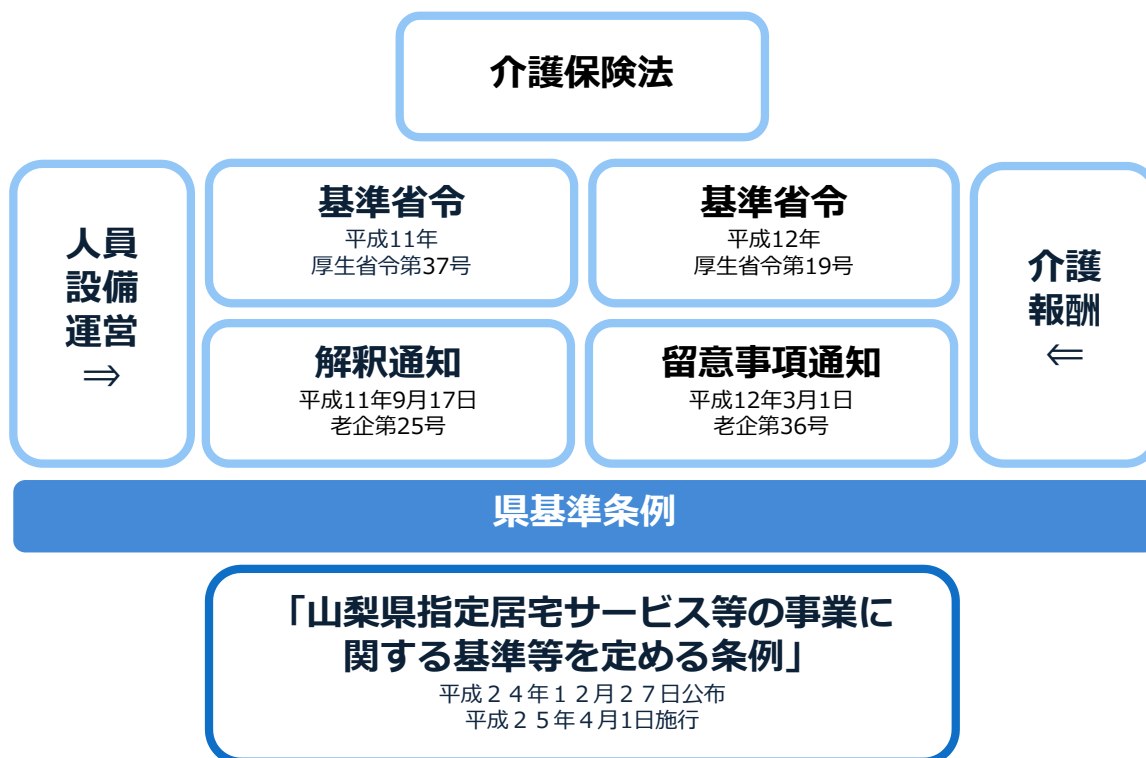 介護保険法
人員
設備
運営
⇒
基準省令
平成11年
厚生省令第37号
基準省令
平成12年
厚生省令第19号
介護
報酬
⇐
解釈通知
平成11年9月17日
老企第25号
留意事項通知
平成12年3月1日
老企第36号
県基準条例
「山梨県指定居宅サービス等の事業に
関する基準等を定める条例」
平成２４年１２月２７日公布
平成２５年４月1日施行